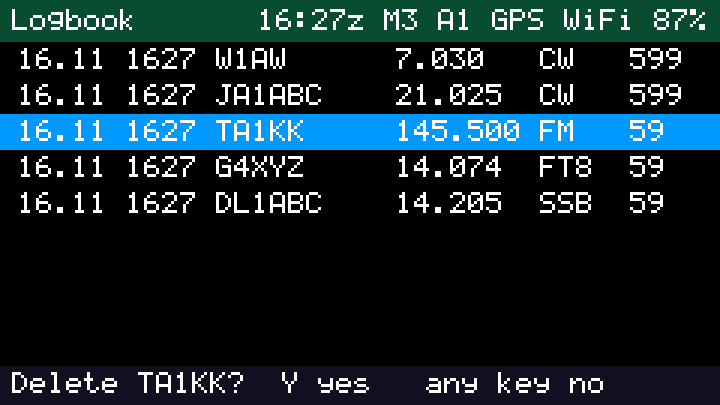 Logbook 16:27z M3 A1 GPS WiFi 87%
16.11 1627 W1AW 7.030 CW 599
16.11 1627 JA1ABC 21.025 CW 599
16.11 1627 TA1KK 145.500 FM 59
16.11 1627 G4XYZ 14.074 FT8 59
16.11 1627 DL1ABC 14.205 SSB 59
Delete TA1KK? Y yes any key no